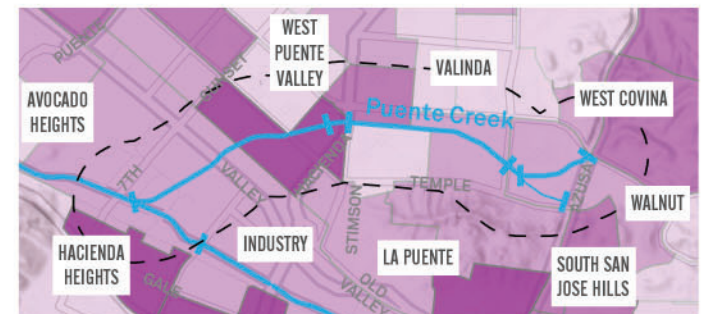 PUENTE
SUNSET
WEST
PUENTE
VALLEY
VALINDA
AVOCADO
HEIGHTS
WEST COVINA
Puente Creek
7TH
VALLEY
HACIENDA
STIMSON
TEMPLE
AZUSA
WALNUT
HACIENDA
HEIGHTS
INDUSTRY
LA PUENTE
SOUTH SAN
JOSE HILLS
GALE
OLD
VALLEY